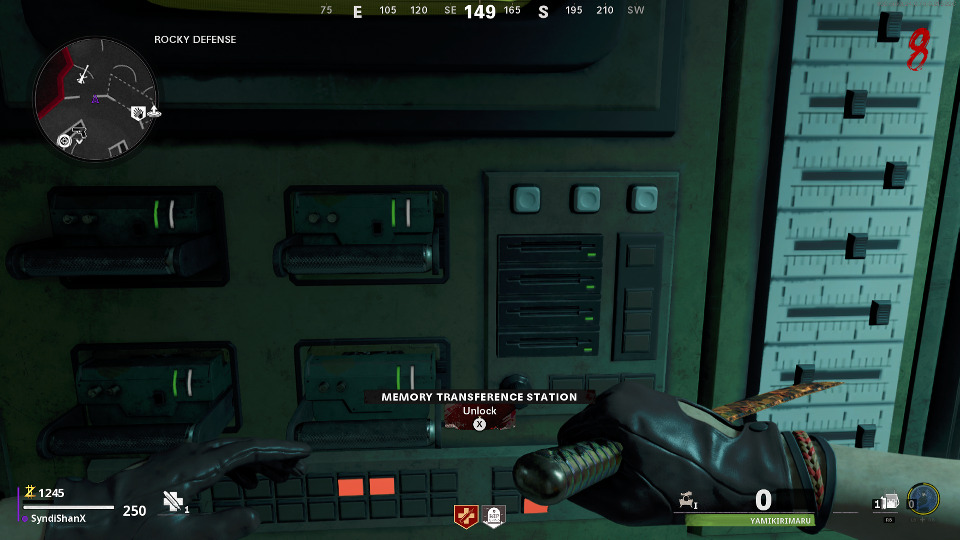 75 E 105 120 SE 149 165 S 195 210 SW
ROCKY DEFENSE
8
MEMORY TRANSFERENCE STATION
Unlock
X
1245
250
SyndiShanX
1
I
0
YAMIKIRIMARU
1
0